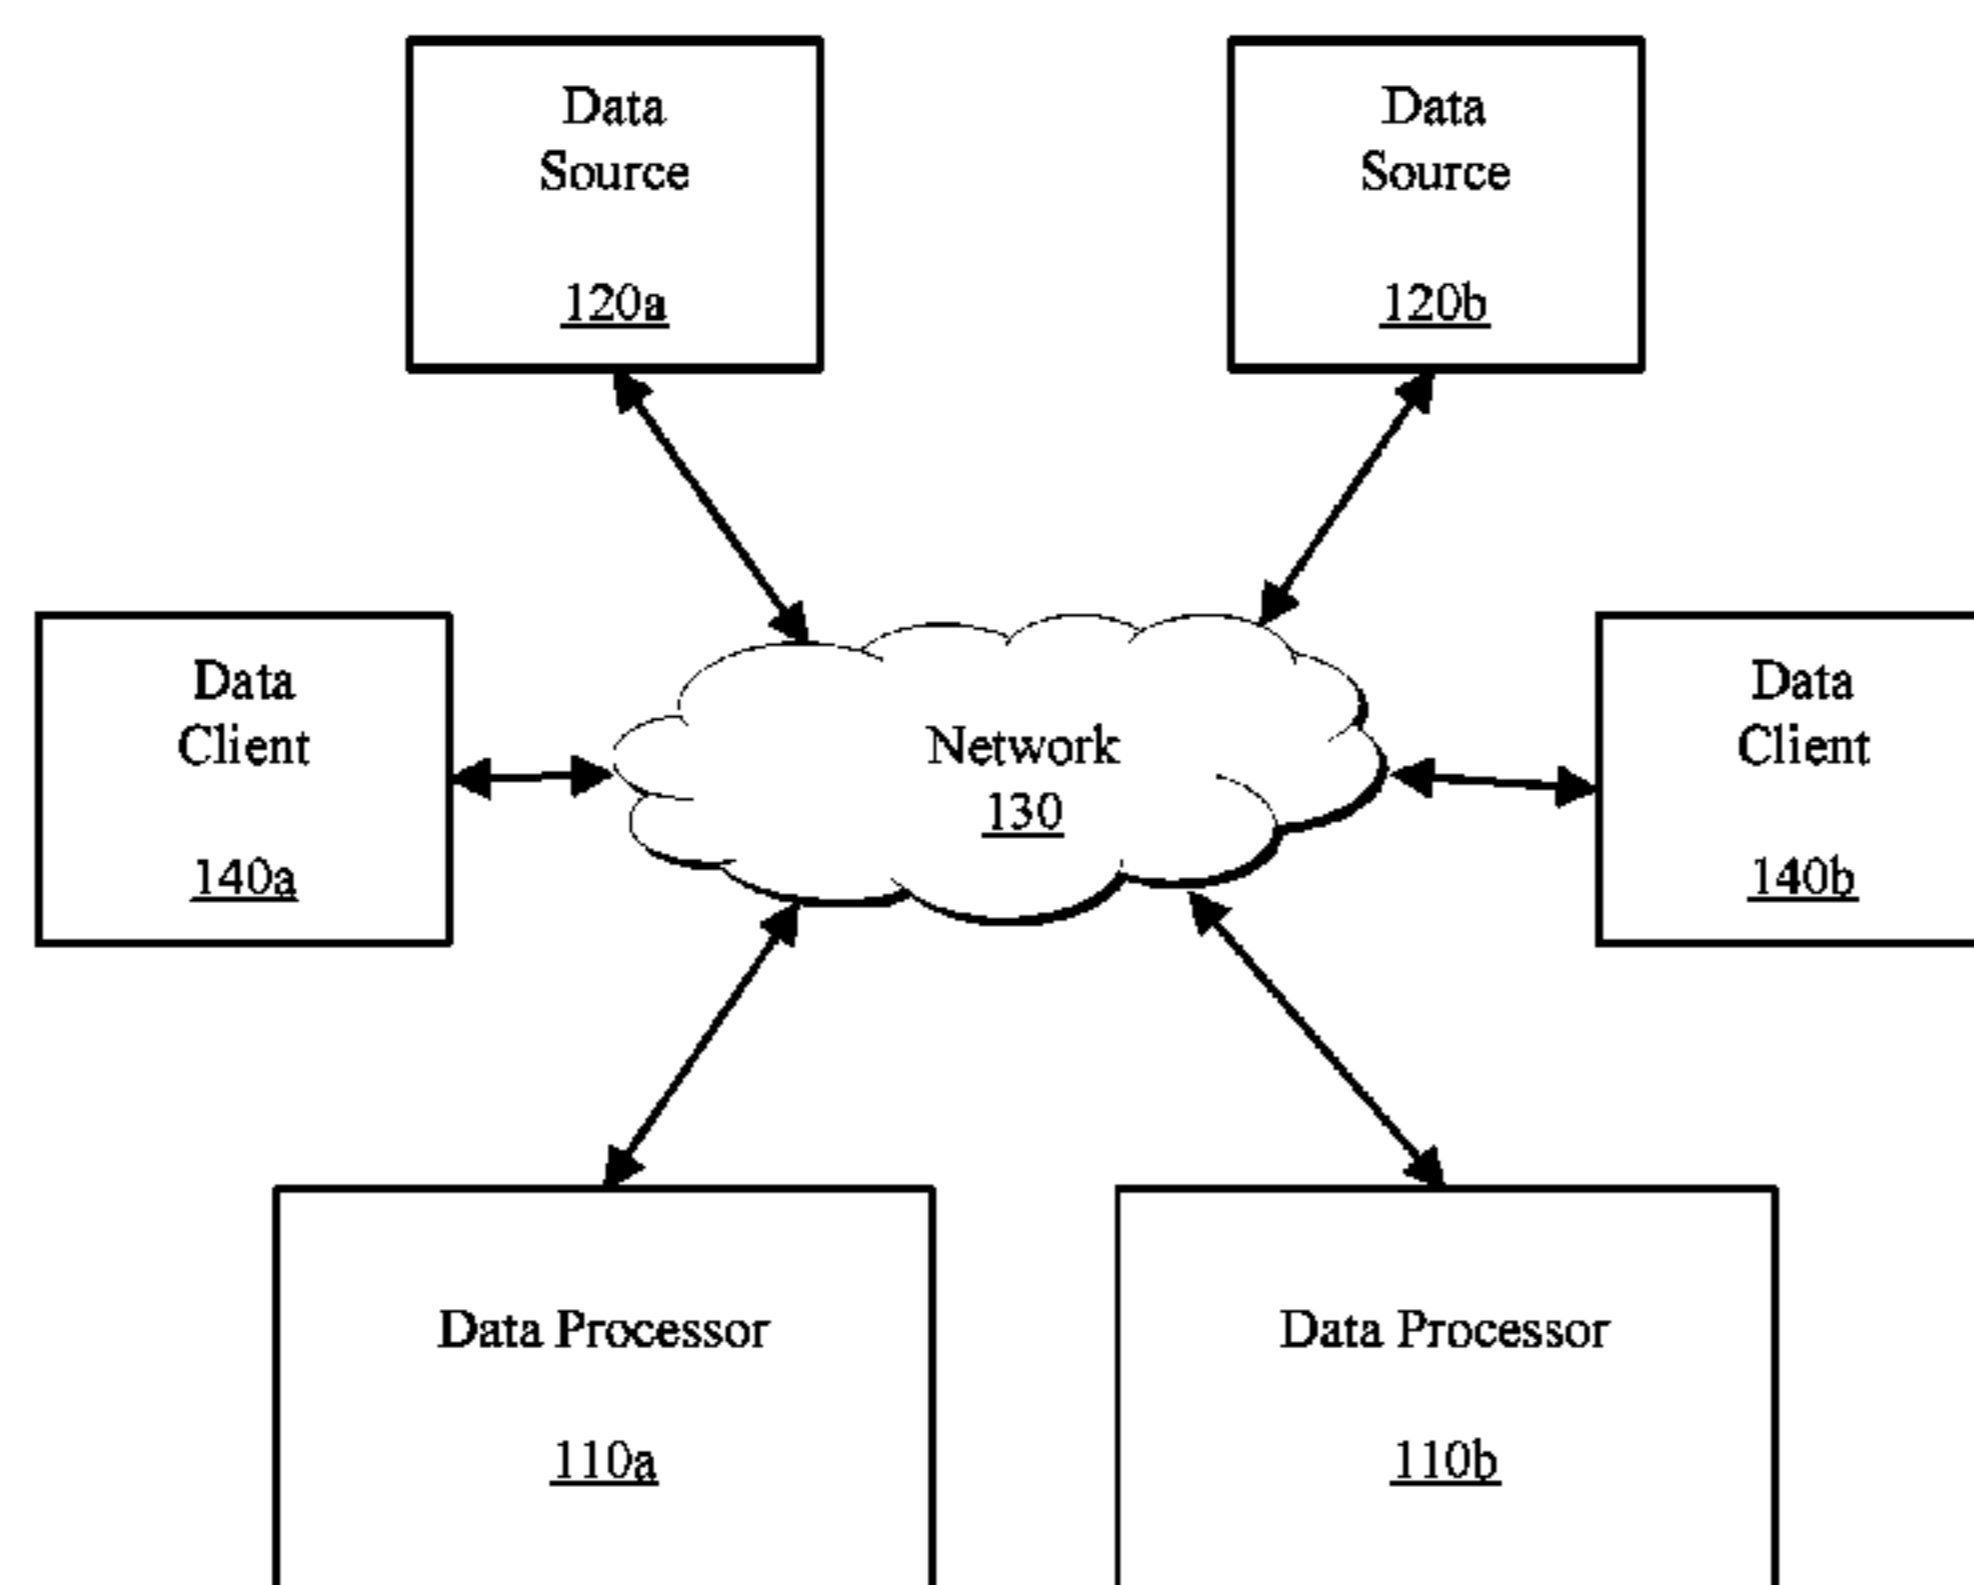 Data
Source
120a
Data
Source
120b
Data
Client
140a
Network
130
Data
Client
140b
Data Processor
110a
Data Processor
110b